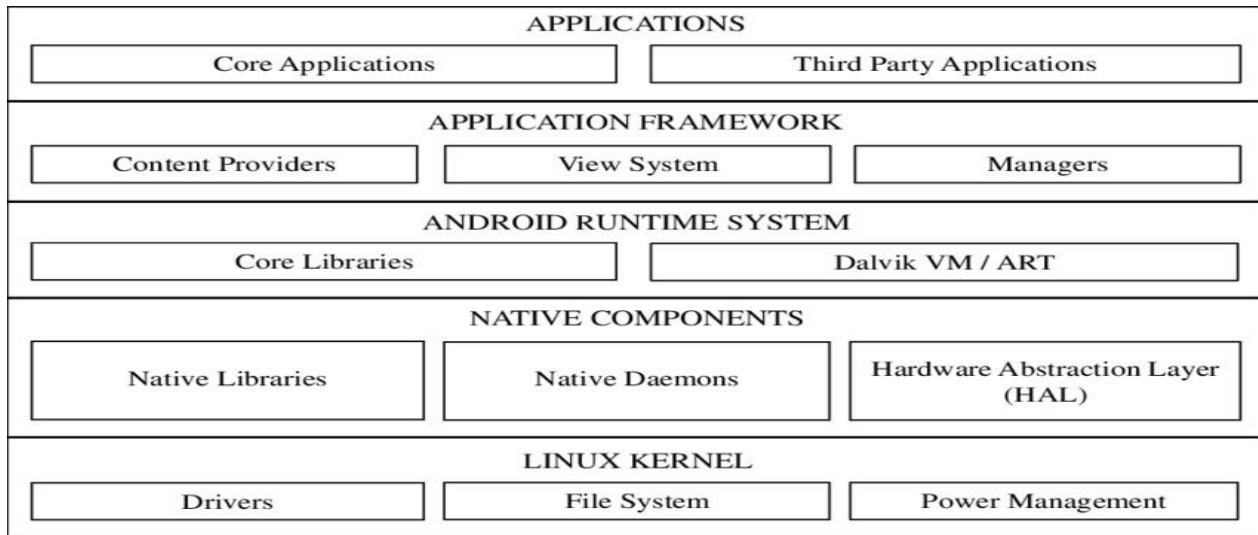 APPLICATIONS
Core Applications
Third Party Applications
APPLICATION FRAMEWORK
Content Providers
View System
Managers
ANDROID RUNTIME SYSTEM
Core Libraries
Dalvik VM / ART
NATIVE COMPONENTS
Native Libraries
Native Daemons
Hardware Abstraction Layer
(HAL)
LINUX KERNEL
Drivers
File System
Power Management